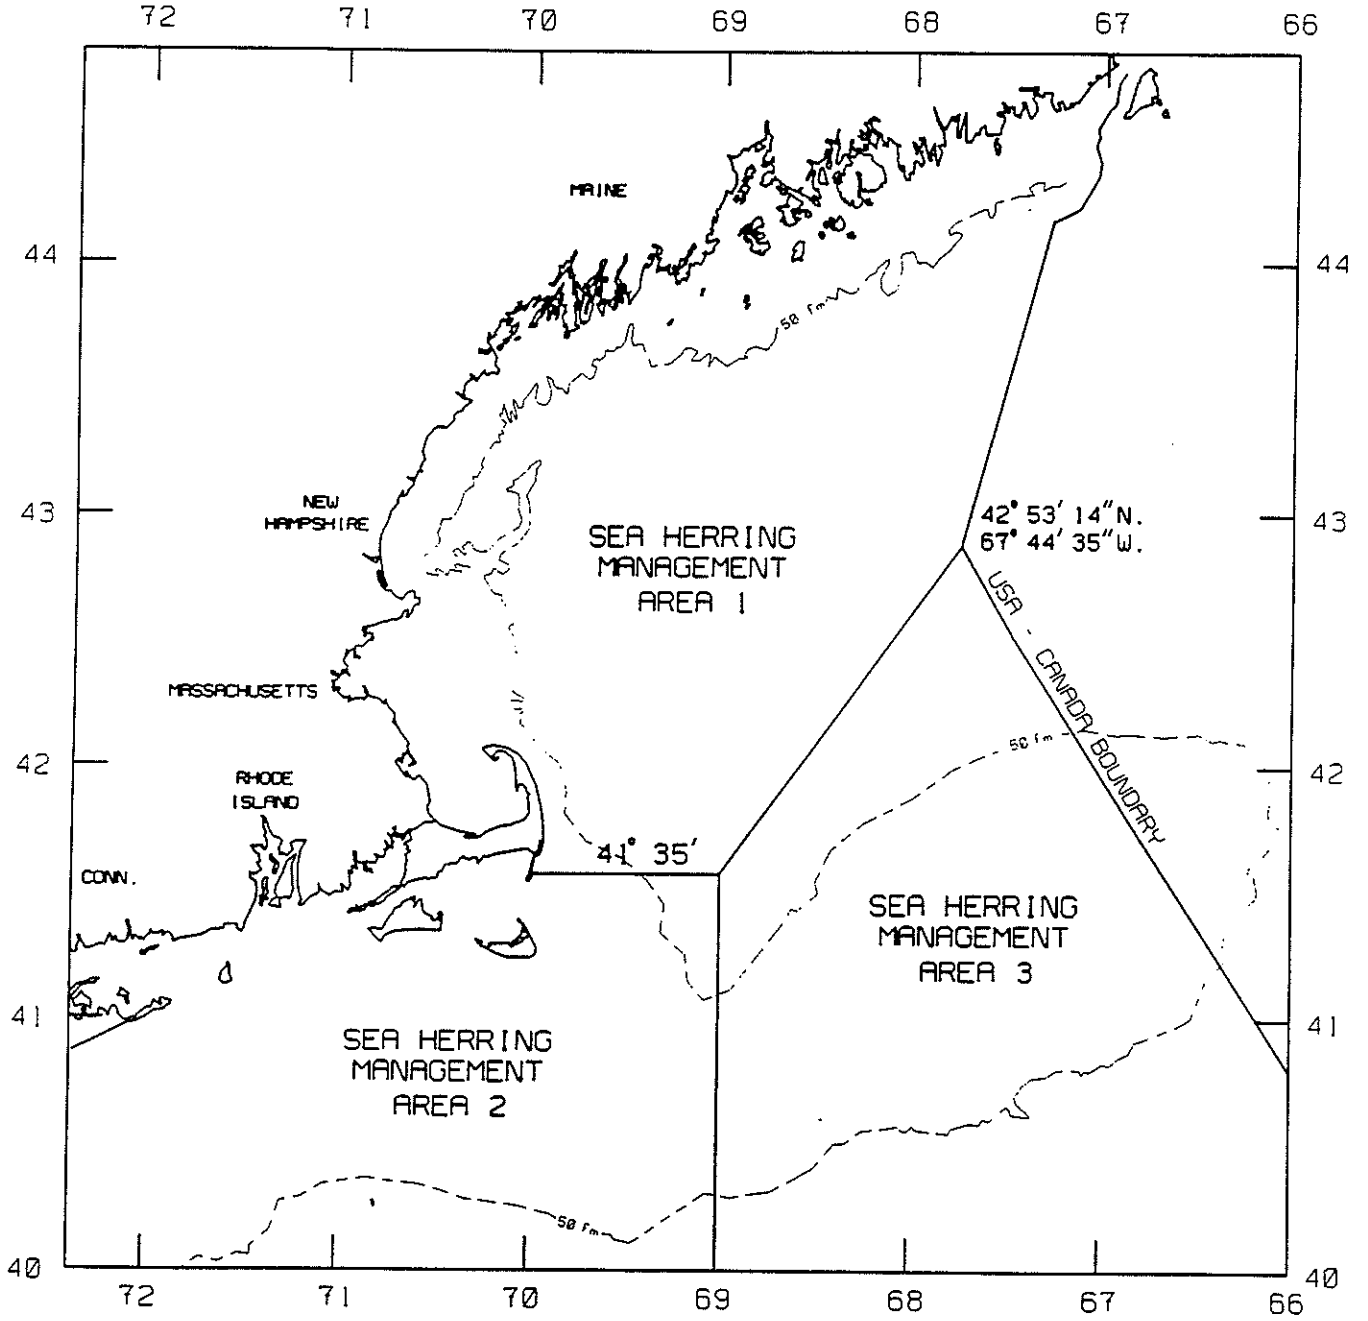 72 71 70 69 68 67 66
MAINE
44 44
50 fm
NEW
HAMPSHIRE
43 43
42° 53' 14"N.
67° 44' 35"W.
SEA HERRING
MANAGEMENT
AREA 1
USA - CANADA BOUNDARY
MASSACHUSETTS
50 fm
42 42
RHODE
ISLAND
41° 35'
CONN.
SEA HERRING
MANAGEMENT
AREA 3
41 41
SEA HERRING
MANAGEMENT
AREA 2
50 fm
40 40
72 71 70 69 68 67 66